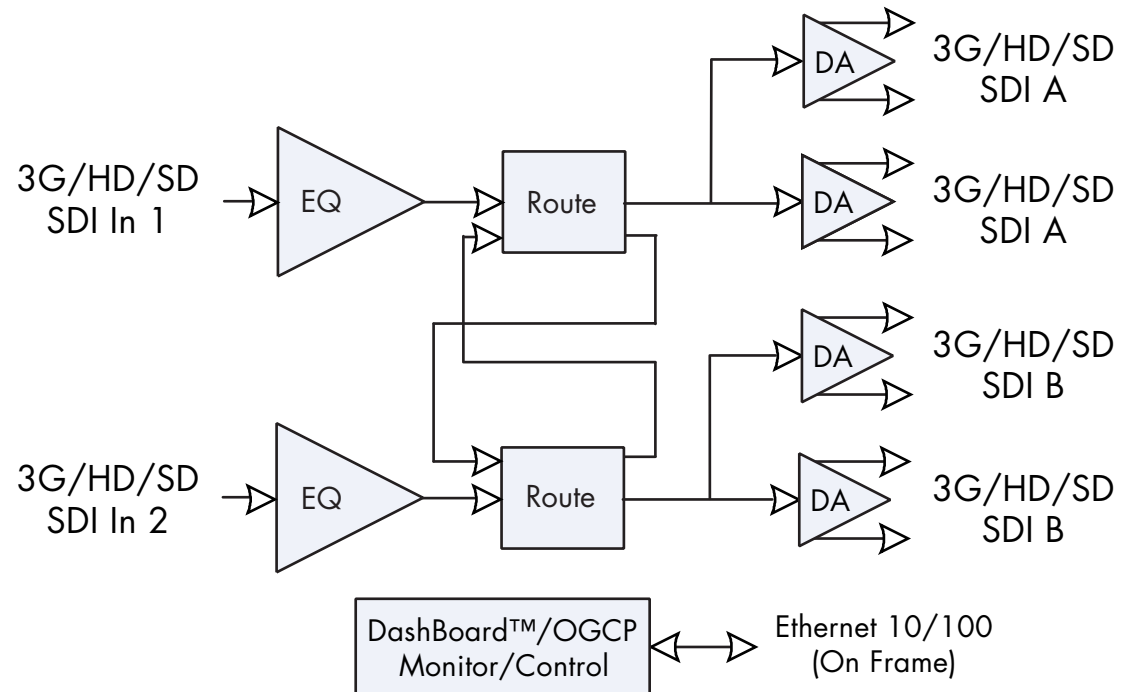 DA
3G/HD/SD
SDI A
3G/HD/SD
SDI In 1
EQ
Route
DA
3G/HD/SD
SDI A
DA
3G/HD/SD
SDI B
3G/HD/SD
SDI In 2
EQ
Route
DA
3G/HD/SD
SDI B
DashBoard™/OGCP
Monitor/Control
Ethernet 10/100
(On Frame)